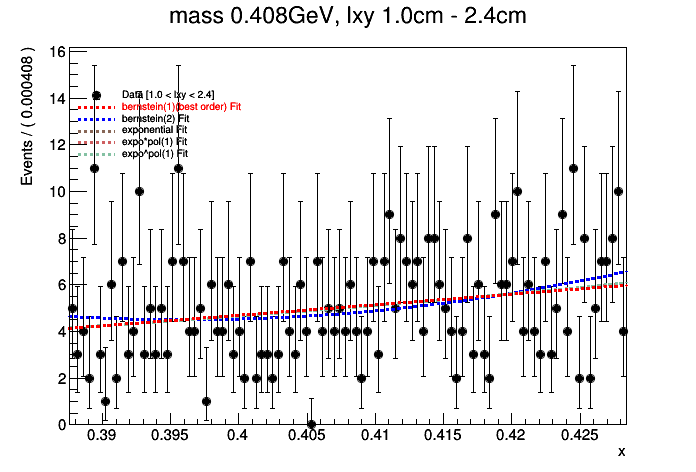 mass 0.408GeV, lxy 1.0cm - 2.4cm
Events / ( 0.000408 )
16
14
12
10
8
6
4
2
0
Data [1.0 < lxy < 2.4]
bernstein(1)(best order) Fit
bernstein(2) Fit
exponential Fit
expo*pol(1) Fit
expo^pol(1) Fit
0.39 0.395 0.4 0.405 0.41 0.415 0.42 0.425
x